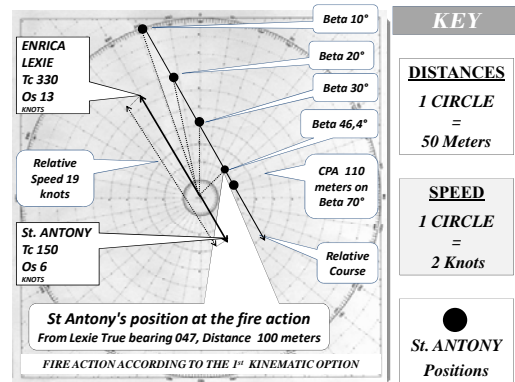 Beta 10°
ENRICA
LEXIE
Tc 330
Os 13
KNOTS
Beta 20°
Beta 30°
Beta 46,4°
Relative
Speed 19
knots
CPA 110
meters on
Beta 70°
St. ANTONY
Tc 150
Os 6
KNOTS
Relative
Course
St Antony's position at the fire action
From Lexie True bearing 047, Distance 100 meters
FIRE ACTION ACCORDING TO THE 1st KINEMATIC OPTION
KEY
DISTANCES
1 CIRCLE
=
50 Meters
SPEED
1 CIRCLE
=
2 Knots
St. ANTONY
Positions